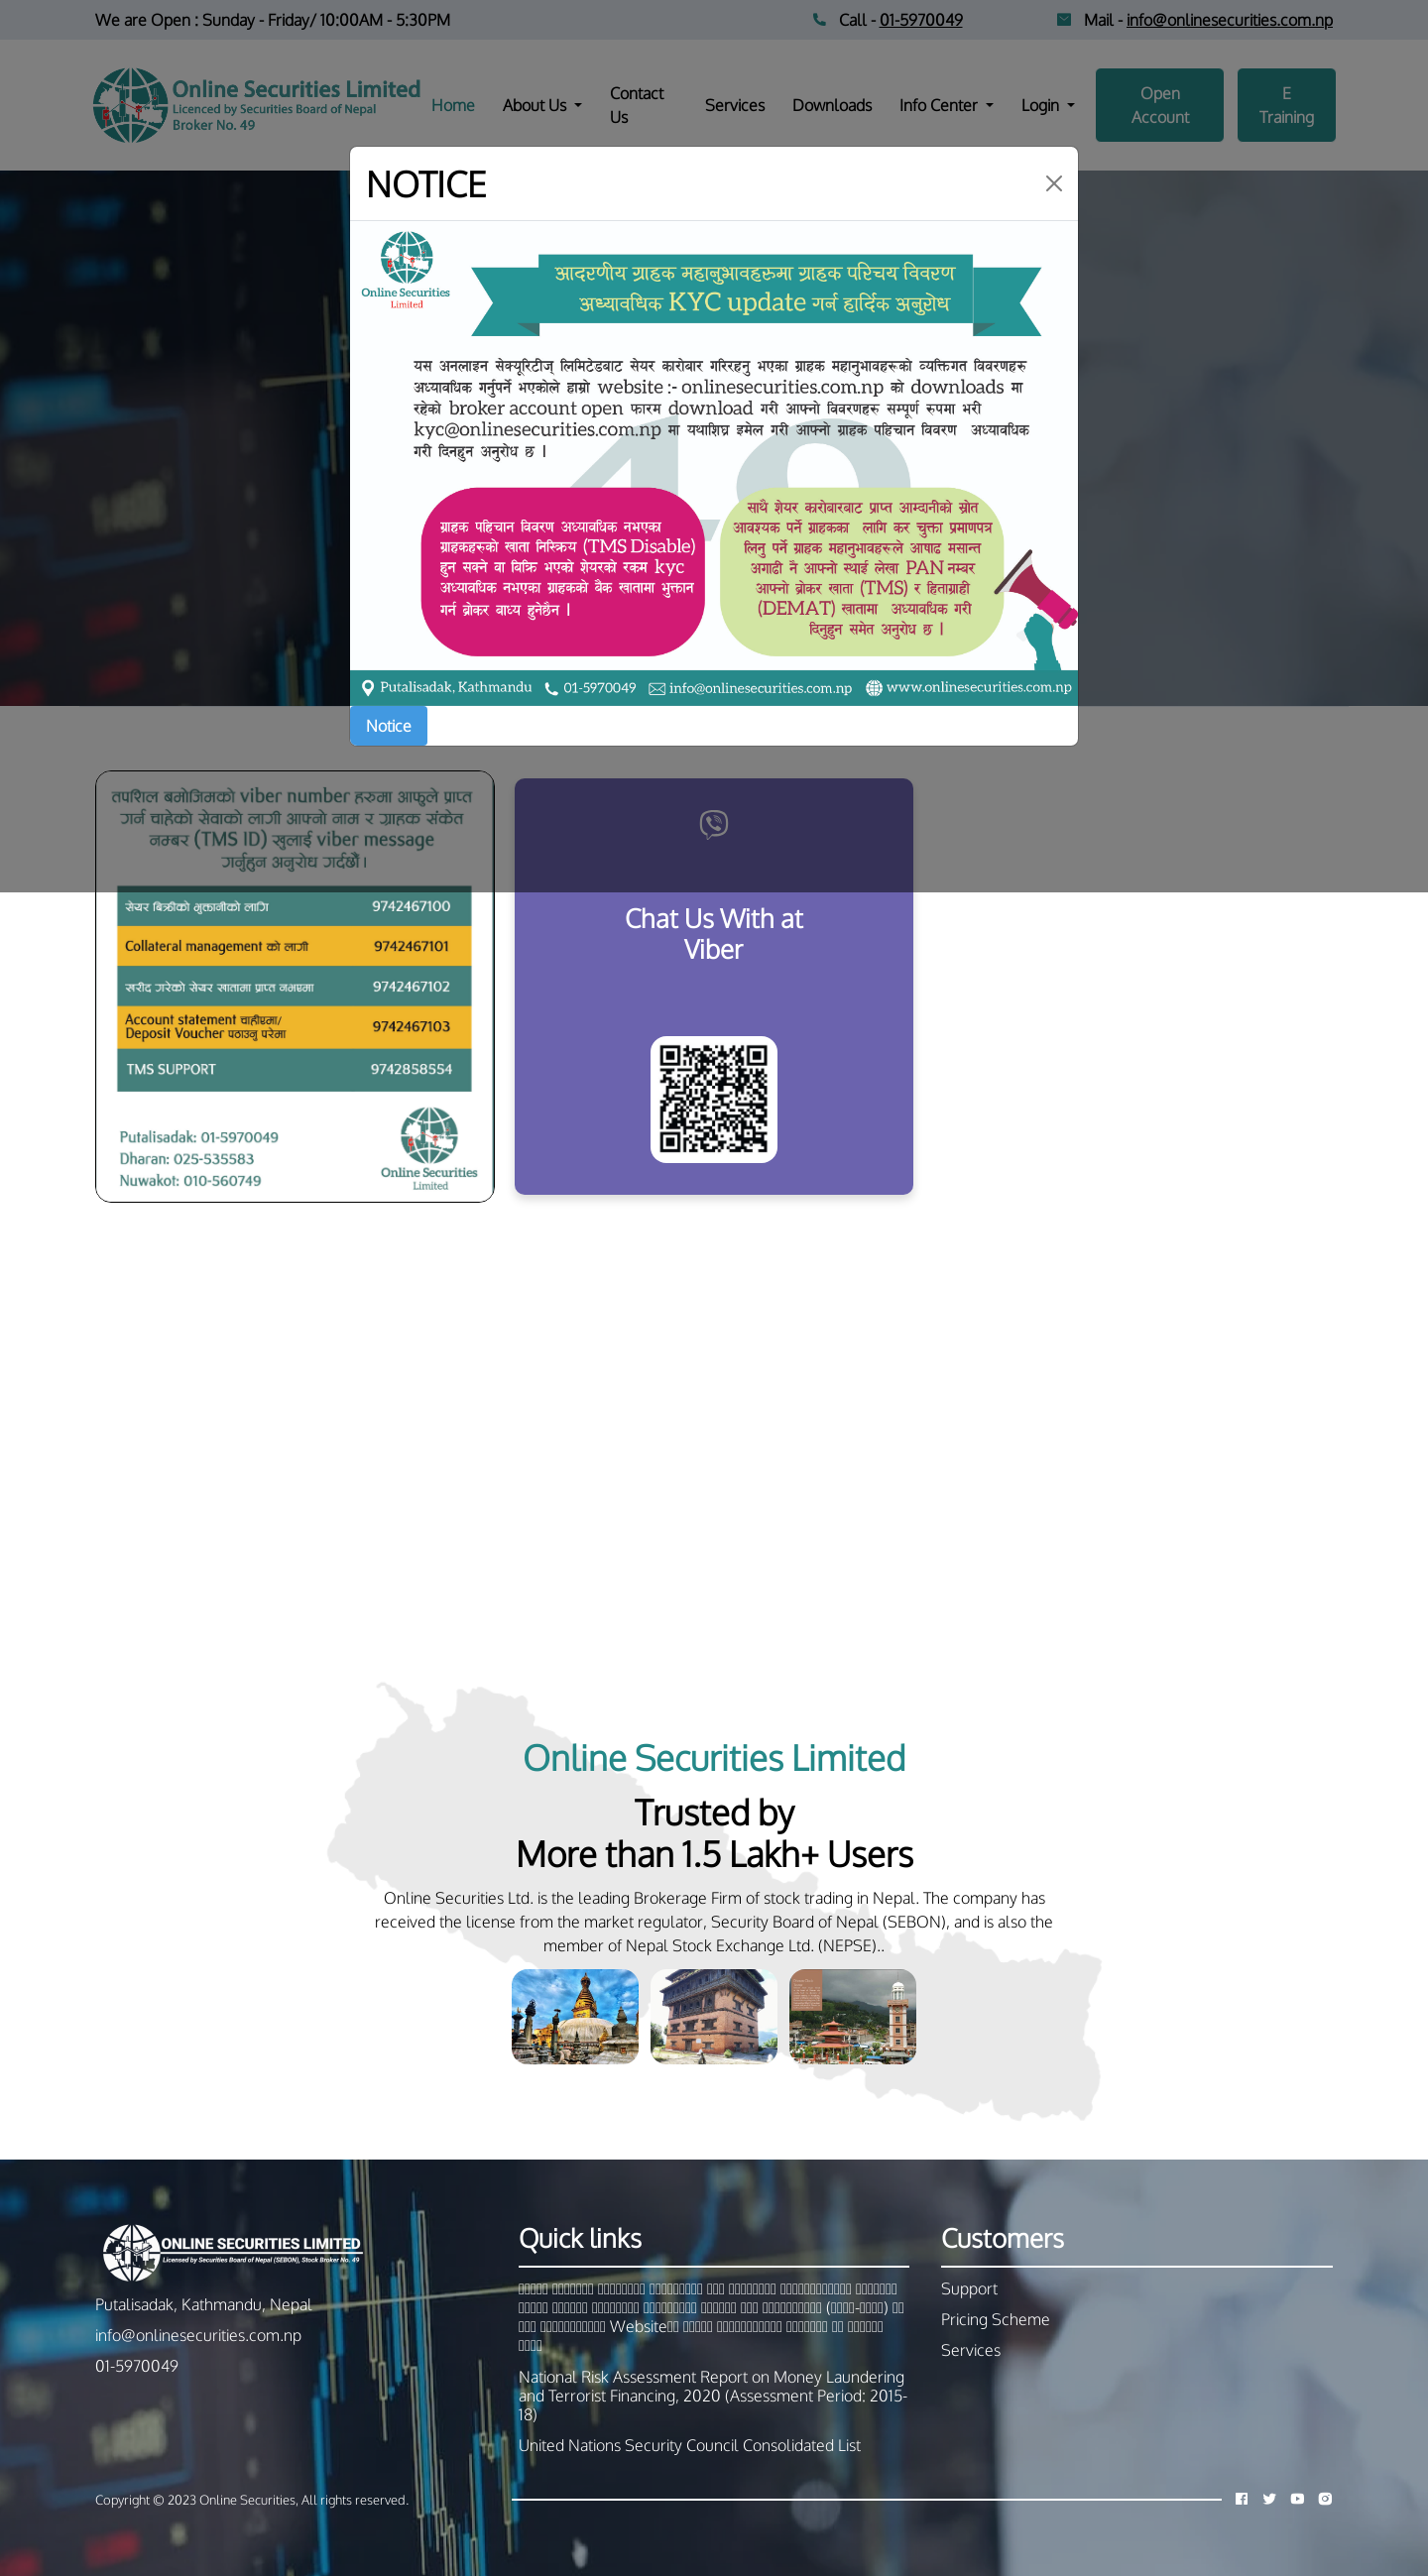 We are Open : Sunday - Friday/ 10:00AM - 5:30PM
Call - 01-5970049
Mail - info@onlinesecurities.com.np
Online Securities Limited
Licenced by Securities Board of Nepal
Broker No. 49
Home
About Us
Contact
Us
Services
Downloads
Info Center
Login
Open
Account
E
Training
NOTICE
Online Securities
Limited
आदरणीय ग्राहक महानुभावहरुमा ग्राहक परिचय विवरण
अध्यावधिक KYC update गर्न हार्दिक अनुरोध
यस अनलाइन सेक्यूरिटीज् लिमिटेडबाट सेयर कारोबार गरिरहनु भएका ग्राहक महानुभावहरूको व्यक्तिगत विवरणहरु
अध्यावधिक गर्नुपर्ने भएकोले हाम्रो website :- onlinesecurities.com.np को downloads मा
रहेको broker account open फारम download गरी आफ्नो विवरणहरु सम्पूर्ण रुपमा भरी
kyc@onlinesecurities.com.np मा यथाशिघ्र इमेल गरी आफ्नो ग्राहक पहिचान विवरण अध्यावधिक
गरी दिनहुन अनुरोध छ ।
49
ग्राहक पहिचान विवरण अध्यावधिक नभएका
ग्राहकहरुको खाता निस्क्रिय (TMS Disable)
हुन सक्ने वा बिक्रि भएको शेयरको रकम kyc
अध्यावधिक नभएका ग्राहकको बैक खातामा भुक्तान
गर्न ब्रोकर बाध्य हुनेछैन ।
साथै शेयर कारोबारबाट प्राप्त आम्दानीको स्रोत
आवश्यक पर्ने ग्राहकका लागि कर चुक्ता प्रमाणपत्र
लिनु पर्ने ग्राहक महानुभावहरुले आषाढ मसान्त
अगाडी नै आफ्नो स्थाई लेखा PAN नम्बर
आफ्नो ब्रोकर खाता (TMS) र हितग्राही
(DEMAT) खातामा अध्यावधिक गरी
दिनुहुन समेत अनुरोध छ ।
Putalisadak, Kathmandu
01-5970049
info@onlinesecurities.com.np
www.onlinesecurities.com.np
Notice
तपशिल बमोजिमको viber number हरुमा आफुले प्राप्त
गर्न चाहेको सेवाको लागी आफ्नो नाम र ग्राहक संकेत
नम्बर (TMS ID) खुलाई viber message
गर्नुहुन अनुरोध गर्दछौं ।
सेयर बिक्रीको भुक्तानीको लागि 9742467100
Collateral management को लागी 9742467101
खरीद गरेको सेयर खातामा प्राप्त नभएमा 9742467102
Account statement चाहीएमा/
Deposit Voucher पठाउनु परेमा 9742467103
TMS SUPPORT 9742858554
Putalisadak: 01-5970049
Dharan: 025-535583
Nuwakot: 010-560749
Online Securities
Limited
Chat Us With at
Viber
Online Securities Limited
Trusted by
More than 1.5 Lakh+ Users
Online Securities Ltd. is the leading Brokerage Firm of stock trading in Nepal. The company has
received the license from the market regulator, Security Board of Nepal (SEBON), and is also the
member of Nepal Stock Exchange Ltd. (NEPSE)..
ONLINE SECURITIES LIMITED
Licensed by Securities Board of Nepal (SEBON), Stock Broker No. 49
Putalisadak, Kathmandu, Nepal
info@onlinesecurities.com.np
01-5970049
Quick links
Website
National Risk Assessment Report on Money Laundering
and Terrorist Financing, 2020 (Assessment Period: 2015-
18)
United Nations Security Council Consolidated List
Customers
Support
Pricing Scheme
Services
Copyright © 2023 Online Securities, All rights reserved.